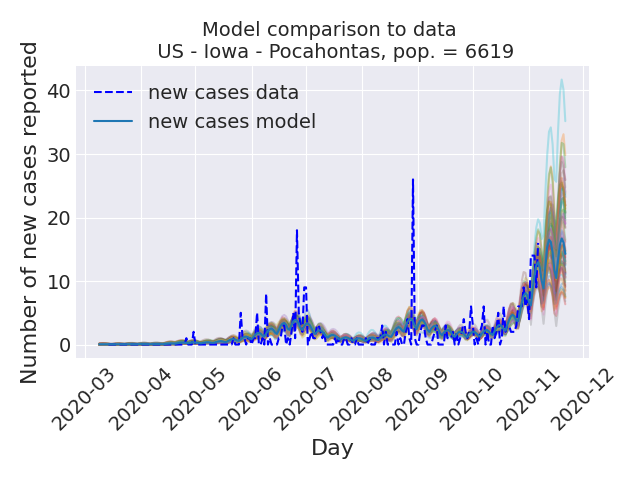 Model comparison to data
US - Iowa - Pocahontas, pop. = 6619
Number of new cases reported
new cases data
new cases model
40
30
20
10
0
2020-03
2020-04
2020-05
2020-06
2020-07
2020-08
2020-09
2020-10
2020-11
2020-12
Day